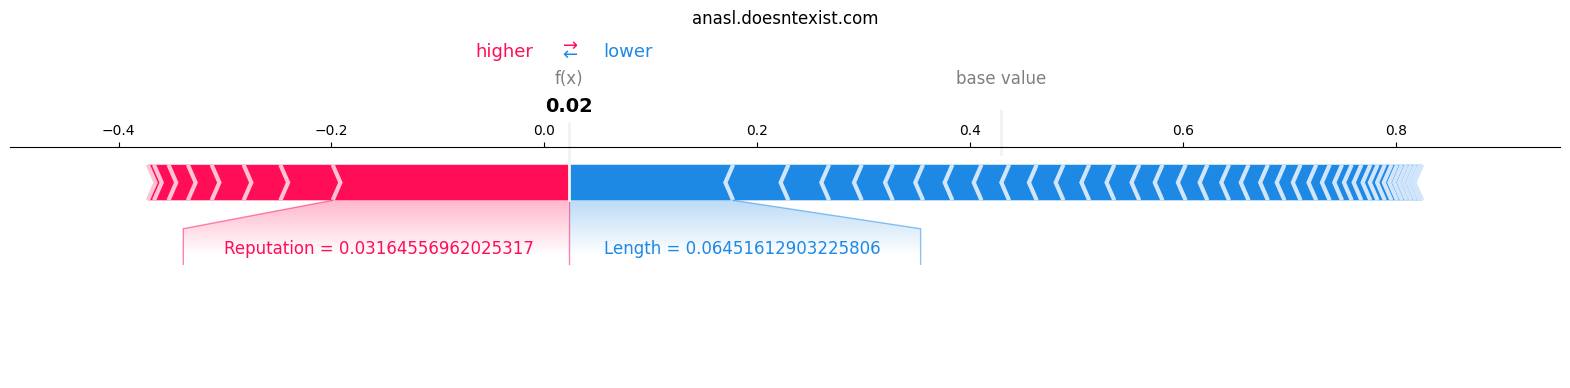 anasl.doesntexist.com
higher ⇄ lower
f(x) base value
0.02
−0.4 −0.2 0.0 0.2 0.4 0.6 0.8
Reputation = 0.03164556962025317 Length = 0.06451612903225806